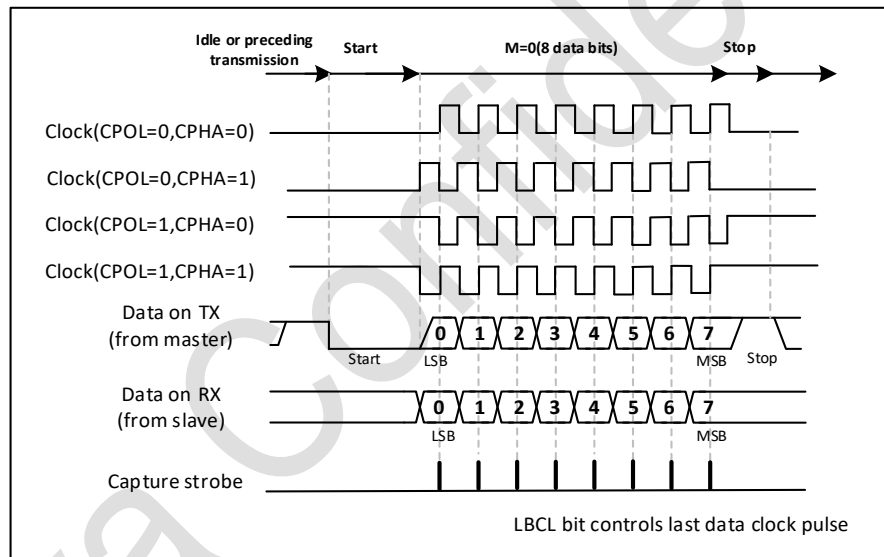 Idle or preceding
transmission
Start
M=0(8 data bits)
Stop
Clock(CPOL=0,CPHA=0)
Clock(CPOL=0,CPHA=1)
Clock(CPOL=1,CPHA=0)
Clock(CPOL=1,CPHA=1)
Data on TX
(from master)
0 1 2 3 4 5 6 7
Start
LSB
MSB
Stop
Data on RX
(from slave)
0 1 2 3 4 5 6 7
LSB
MSB
Capture strobe
LBCL bit controls last data clock pulse